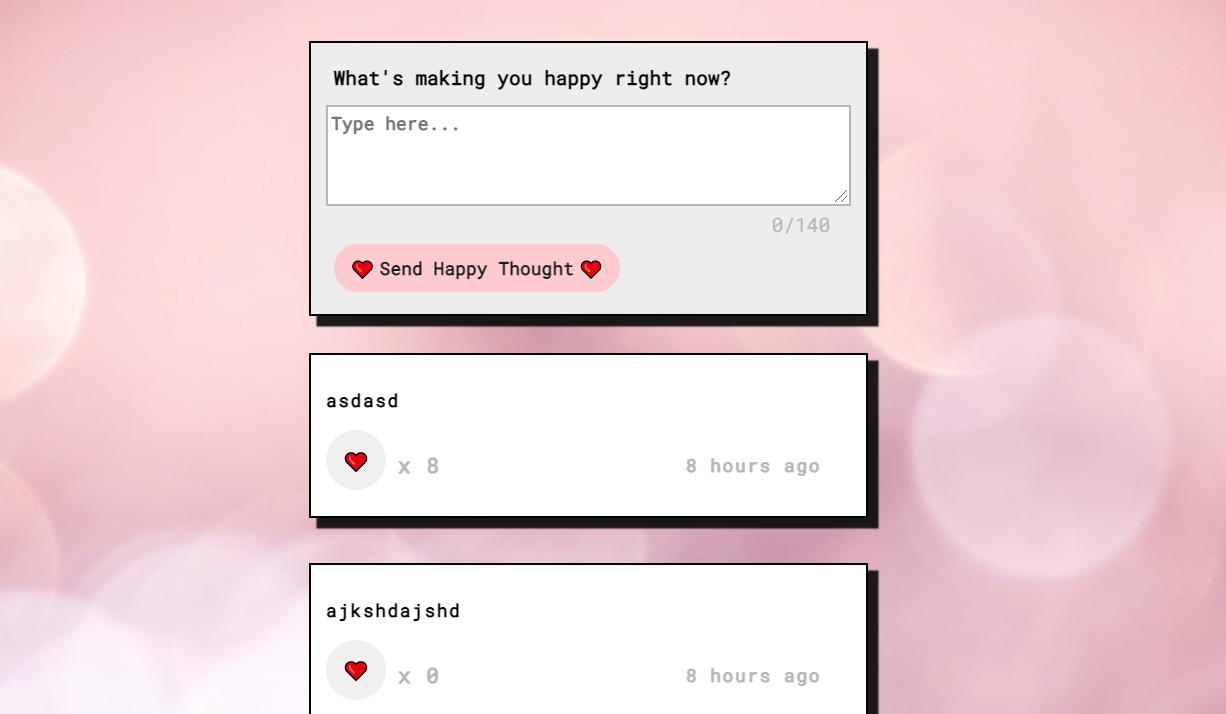 What's making you happy right now?
Type here...
0/140
Send Happy Thought
asdasd
x 8 8 hours ago
ajkshdajshd
x 0 8 hours ago